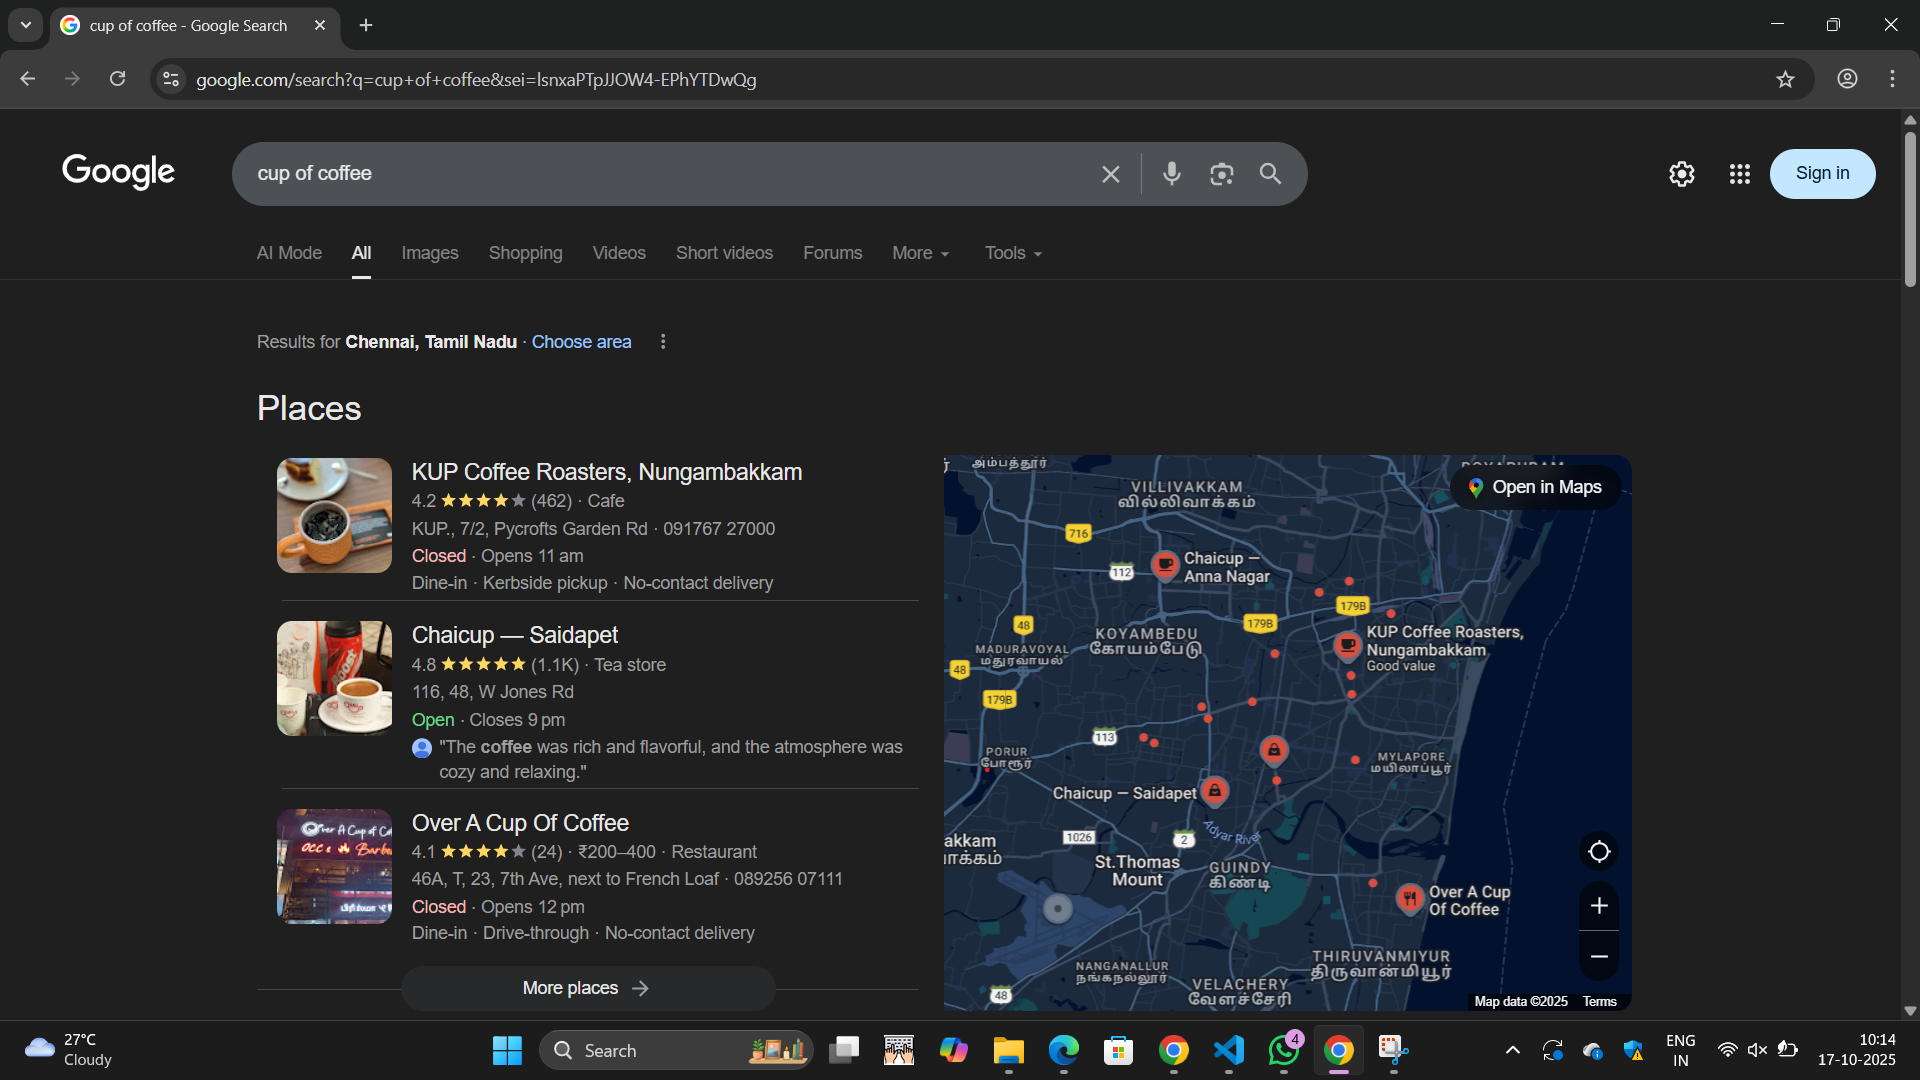 cup of coffee - Google Search
google.com/search?q=cup+of+coffee&sei=lsnxaPTpJJOW4-EPhYTDwQg
Google
cup of coffee
Sign in
AI Mode
All
Images
Shopping
Videos
Short videos
Forums
More
Tools
Results for Chennai, Tamil Nadu · Choose area
Places
KUP Coffee Roasters, Nungambakkam
4.2 (462) · Cafe
KUP., 7/2, Pycrofts Garden Rd · 091767 27000
Closed · Opens 11 am
Dine-in · Kerbside pickup · No-contact delivery
Chaicup — Saidapet
4.8 (1.1K) · Tea store
116, 48, W Jones Rd
Open · Closes 9 pm
"The coffee was rich and flavorful, and the atmosphere was
cozy and relaxing."
Over A Cup Of Coffee
4.1 (24) · ₹200–400 · Restaurant
46A, T, 23, 7th Ave, next to French Loaf · 089256 07111
Closed · Opens 12 pm
Dine-in · Drive-through · No-contact delivery
More places
அம்பத்தூர்
Open in Maps
VILLIVAKKAM
வில்லிவாக்கம்
716
112
Chaicup —
Anna Nagar
179B
48
179B
KOYAMBEDU
கோயம்பேடு
KUP Coffee Roasters,
Nungambakkam
Good value
MADURAVOYAL
மதுரவாயல்
48
179B
113
PORUR
போரூர்
MYLAPORE
மயிலாப்பூர்
Chaicup — Saidapet
Adyar River
akkam
1026
2
St.Thomas
Mount
GUINDY
கிண்டி
Over A Cup
Of Coffee
THIRUVANMIYUR
திருவான்மியூர்
NANGANALLUR
நங்கநல்லூர்
VELACHERY
வேளச்சேரி
48
Map data ©2025
Terms
27°C
Cloudy
Search
4
ENG
IN
10:14
17-10-2025